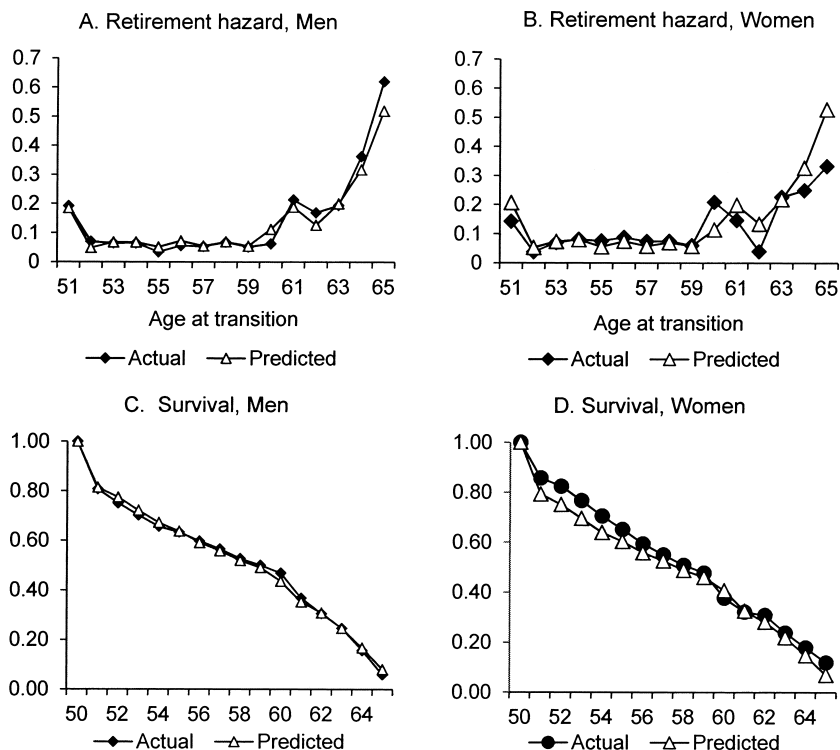 A. Retirement hazard, Men
0.7
0.6
0.5
0.4
0.3
0.2
0.1
0
51 53 55 57 59 61 63 65
Age at transition
Actual Predicted
B. Retirement hazard, Women
0.7
0.6
0.5
0.4
0.3
0.2
0.1
0
51 53 55 57 59 61 63 65
Age at transition
Actual Predicted
C. Survival, Men
1.00
0.80
0.60
0.40
0.20
0.00
50 52 54 56 58 60 62 64
Actual Predicted
D. Survival, Women
1.00
0.80
0.60
0.40
0.20
0.00
50 52 54 56 58 60 62 64
Actual Predicted